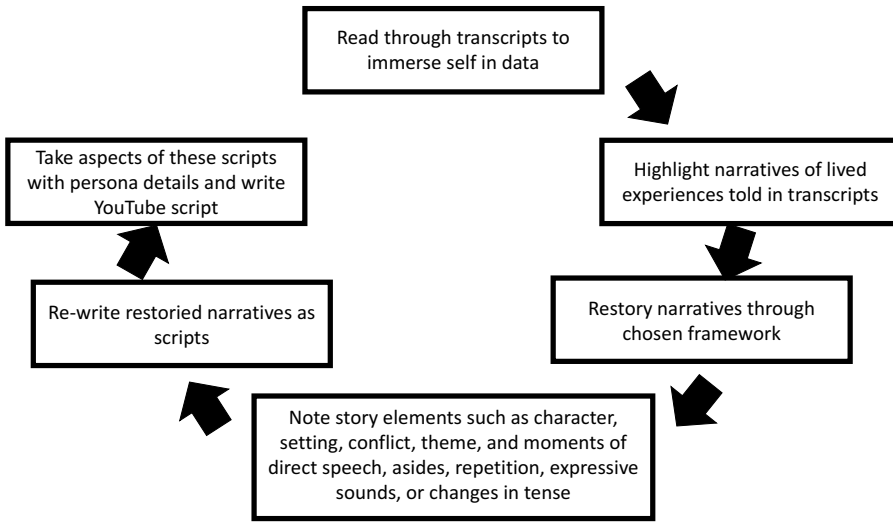 Read through transcripts to
immerse self in data
Highlight narratives of lived
experiences told in transcripts
Restory narratives through
chosen framework
Note story elements such as character,
setting, conflict, theme, and moments of
direct speech, asides, repetition, expressive
sounds, or changes in tense
Re-write restoried narratives as
scripts
Take aspects of these scripts
with persona details and write
YouTube script